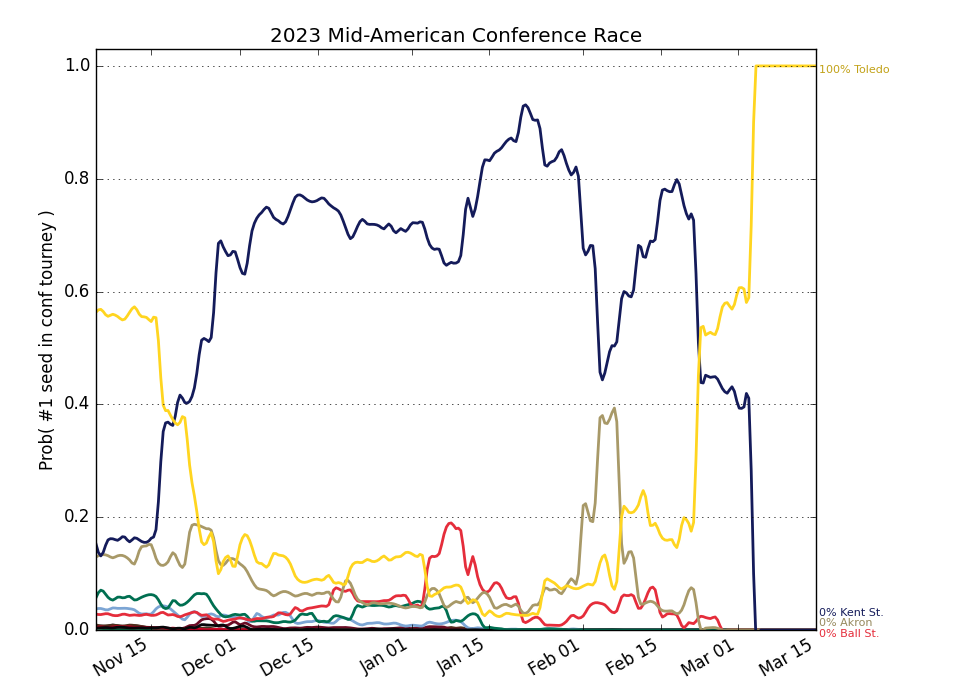 2023 Mid-American Conference Race
Prob( #1 seed in conf tourney )
1.0
0.8
0.6
0.4
0.2
0.0
100% Toledo
0% Kent St.
0% Akron
0% Ball St.
Nov 15
Dec 01
Dec 15
Jan 01
Jan 15
Feb 01
Feb 15
Mar 01
Mar 15